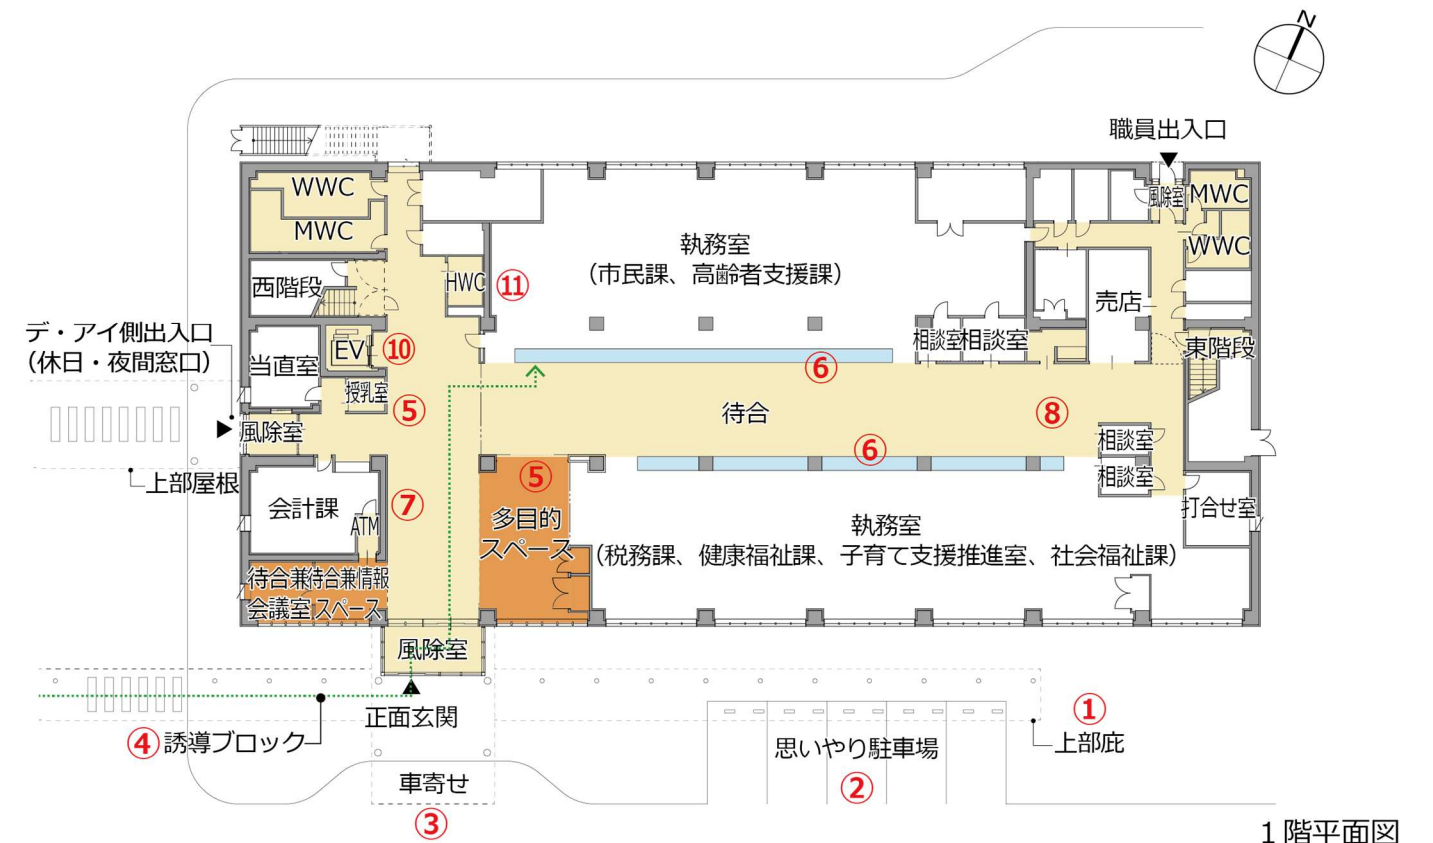 N
職員出入口
WWC
MWC
風除室
MWC
WWC
執務室
(市民課、高齢者支援課)
西階段
HWC
⑪
売店
デ・アイ側出入口
(休日・夜間窓口)
当直室
EV
⑩
相談室
相談室
東階段
⑥
授乳室
⑤
待合
⑧
風除室
相談室
⑥
相談室
上部屋根
⑤
会計課
ATM
⑦
多目的
スペース
執務室
(税務課、健康福祉課、子育て支援推進室、社会福祉課)
打合せ室
待合兼
会議室
待合兼情報
スペース
風除室
正面玄関
①
上部庇
④誘導ブロック
思いやり駐車場
②
車寄せ
③
1階平面図